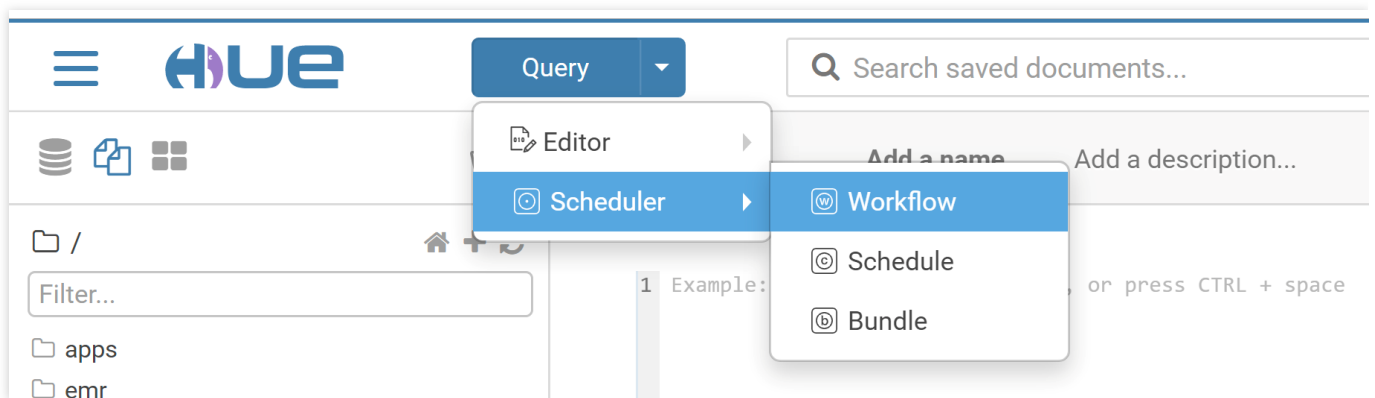 HUE
Query
Search saved documents...
Editor
Add a name
Add a description...
Scheduler
Workflow
/
Schedule
Filter...
1 Example: , or press CTRL + space
Bundle
apps
emr